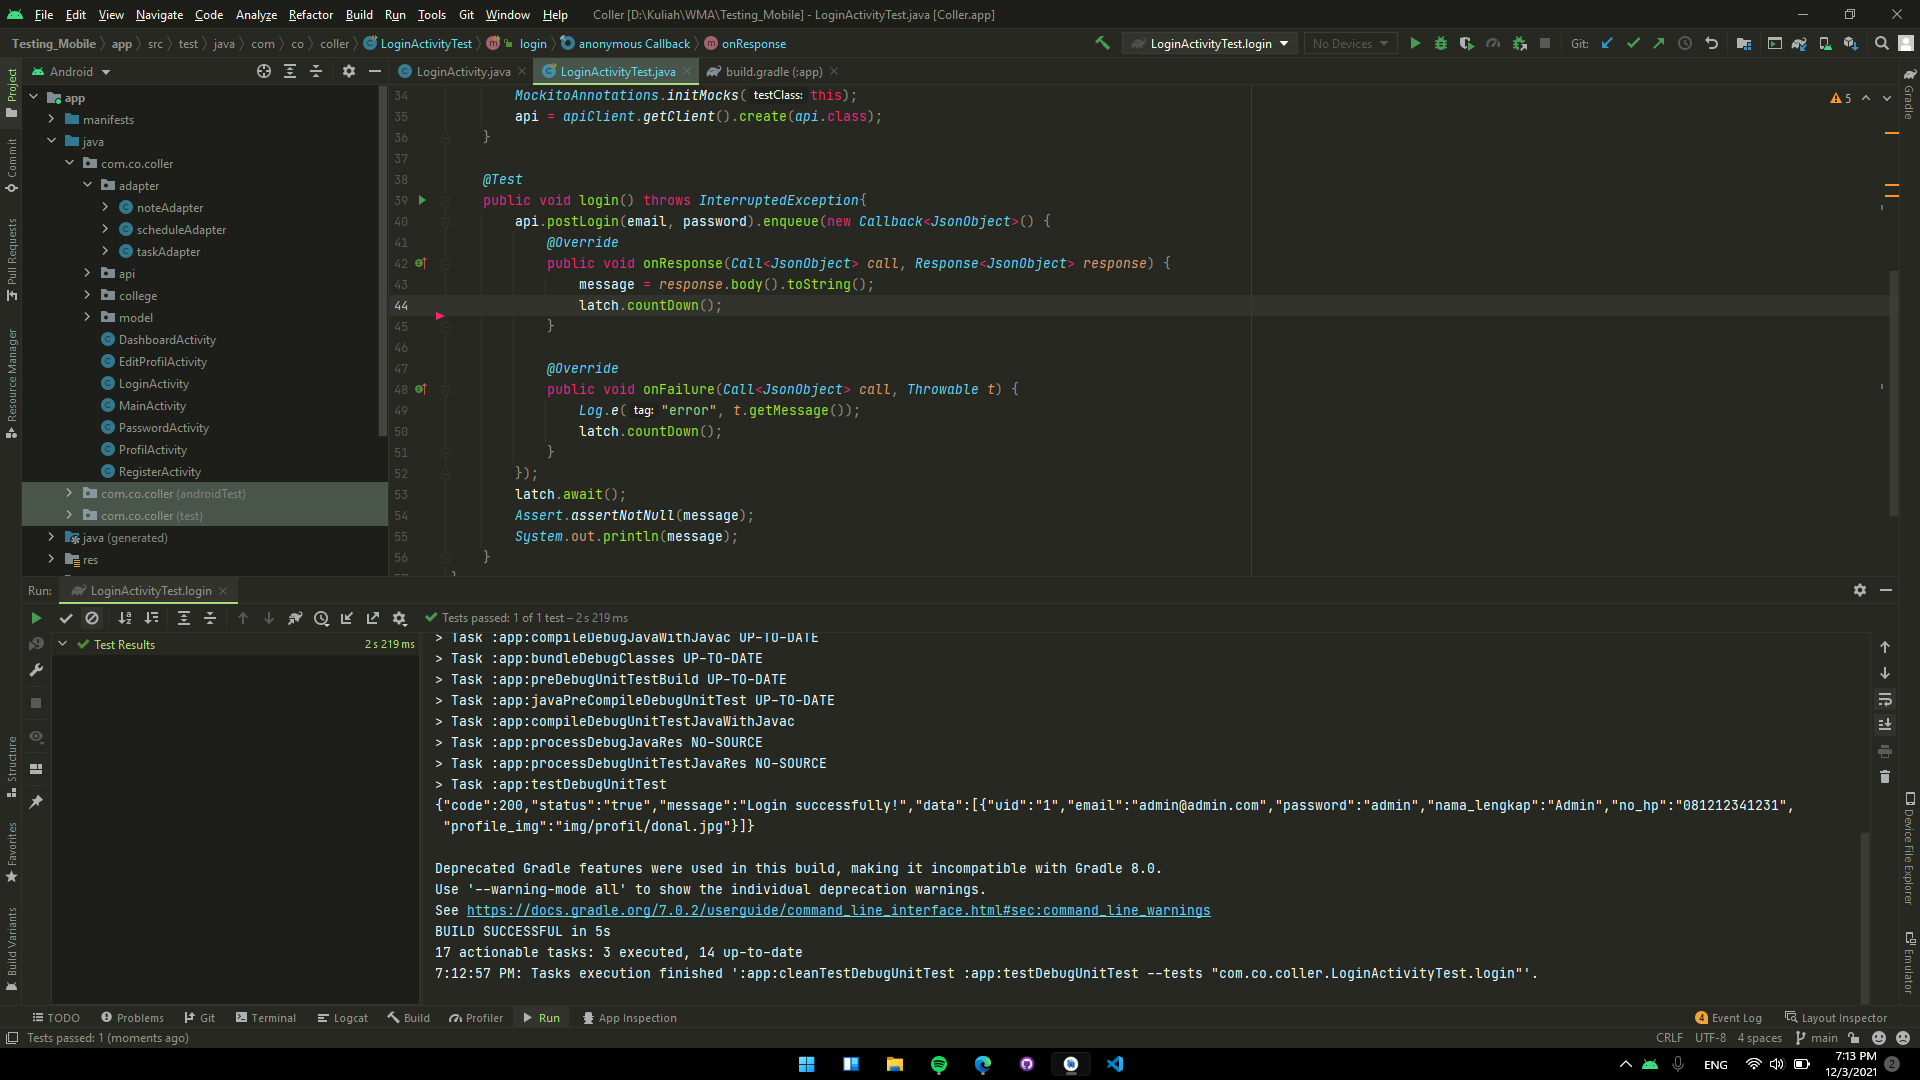 File Edit View Navigate Code Analyze Refactor Build Run Tools Git Window Help Coller [D:\Kuliah\WMA\Testing_Mobile] - LoginActivityTest.java [Coller.app]
Testing_Mobile app src test java com co coller LoginActivityTest login anonymous Callback onResponse LoginActivityTest.login No Devices Git:
Android LoginActivity.java LoginActivityTest.java build.gradle (:app)
Project
Commit
Pull Requests
Resource Manager
Structure
Favorites
Build Variants
app
manifests
java
com.co.coller
adapter
noteAdapter
scheduleAdapter
taskAdapter
api
college
model
DashboardActivity
EditProfilActivity
LoginActivity
MainActivity
PasswordActivity
ProfilActivity
RegisterActivity
com.co.coller (androidTest)
com.co.coller (test)
java (generated)
res
5
34 MockitoAnnotations.initMocks( testClass: this);
35 api = apiClient.getClient().create(api.class);
36 }
37
38 @Test
39 public void login() throws InterruptedException{
40 api.postLogin(email, password).enqueue(new Callback<JsonObject>() {
41 @Override
42 public void onResponse(Call<JsonObject> call, Response<JsonObject> response) {
43 message = response.body().toString();
44 latch.countDown();
45 }
46
47 @Override
48 public void onFailure(Call<JsonObject> call, Throwable t) {
49 Log.e( tag: "error", t.getMessage());
50 latch.countDown();
51 }
52 });
53 latch.await();
54 Assert.assertNotNull(message);
55 System.out.println(message);
56 }
Gradle
Device File Explorer
Emulator
Run: LoginActivityTest.login
Tests passed: 1 of 1 test – 2 s 219 ms
Test Results 2 s 219 ms
> Task :app:compileDebugJavaWithJavac UP-TO-DATE
> Task :app:bundleDebugClasses UP-TO-DATE
> Task :app:preDebugUnitTestBuild UP-TO-DATE
> Task :app:javaPreCompileDebugUnitTest UP-TO-DATE
> Task :app:compileDebugUnitTestJavaWithJavac
> Task :app:processDebugJavaRes NO-SOURCE
> Task :app:processDebugUnitTestJavaRes NO-SOURCE
> Task :app:testDebugUnitTest
{"code":200,"status":"true","message":"Login successfully!","data":[{"uid":"1","email":"admin@admin.com","password":"admin","nama_lengkap":"Admin","no_hp":"081212341231",
"profile_img":"img/profil/donal.jpg"}]}
Deprecated Gradle features were used in this build, making it incompatible with Gradle 8.0.
Use '--warning-mode all' to show the individual deprecation warnings.
See https://docs.gradle.org/7.0.2/userguide/command_line_interface.html#sec:command_line_warnings
BUILD SUCCESSFUL in 5s
17 actionable tasks: 3 executed, 14 up-to-date
7:12:57 PM: Tasks execution finished ':app:cleanTestDebugUnitTest :app:testDebugUnitTest --tests "com.co.coller.LoginActivityTest.login"'.
TODO Problems Git Terminal Logcat Build Profiler Run App Inspection 4 Event Log Layout Inspector
Tests passed: 1 (moments ago) CRLF UTF-8 4 spaces main
ENG 7:13 PM 2
12/3/2021